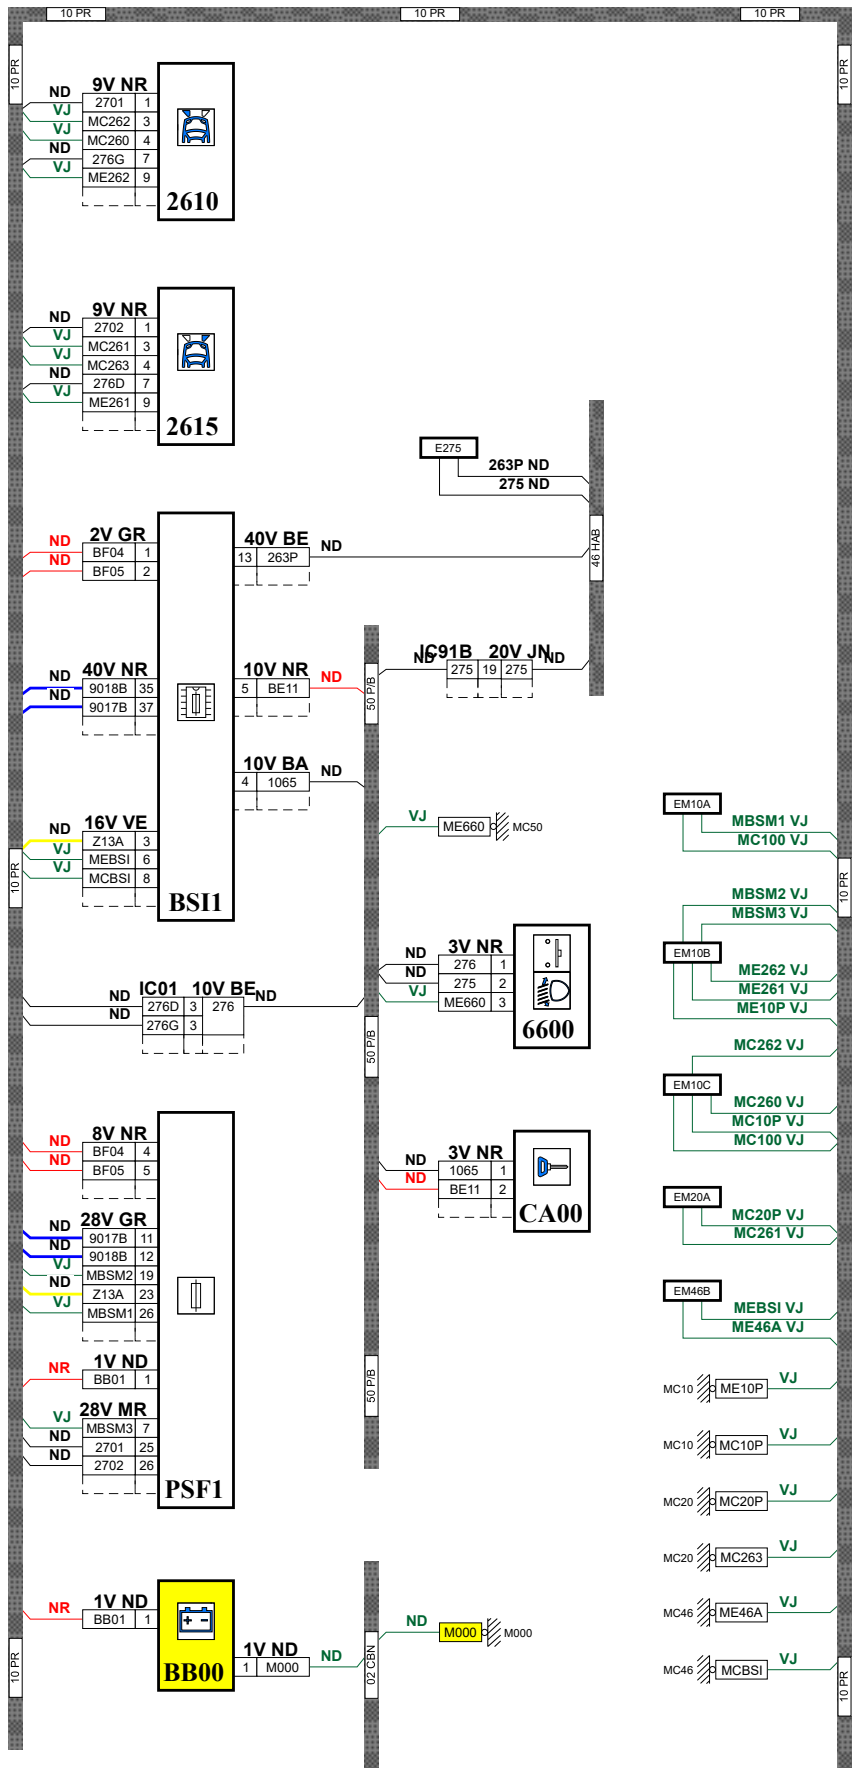 10 PR 10 PR 10 PR
10 PR 10 PR
9V NR
ND 2701 1
VJ MC262 3
VJ MC260 4
ND 276G 7
VJ ME262 9
2610
9V NR
ND 2702 1
VJ MC261 3
VJ MC263 4
ND 276D 7
VJ ME261 9
2615
E275
263P ND
275 ND
46 HAB
2V GR
ND BF04 1
ND BF05 2
40V BE
13 263P ND
40V NR
ND 9018B 35
ND 9017B 37
10V NR
5 BE11 ND
50 P/B
IC91B 20V JN
ND 275 19 275 ND
10V BA
4 1065 ND
16V VE
ND Z13A 3
VJ MEBSI 6
VJ MCBSI 8
BSI1
10 PR
VJ ME660 MC50
EM10A
MBSM1 VJ
MC100 VJ
10 PR
MBSM2 VJ
MBSM3 VJ
EM10B
ME262 VJ
ME261 VJ
ME10P VJ
3V NR
ND 276 1
ND 275 2
VJ ME660 3
6600
IC01 10V BE
ND 276D 3 276 ND
ND 276G 3
50 P/B
MC262 VJ
EM10C
MC260 VJ
MC10P VJ
MC100 VJ
8V NR
ND BF04 4
ND BF05 5
3V NR
ND 1065 1
ND BE11 2
CA00
28V GR
ND 9017B 11
ND 9018B 12
VJ MBSM2 19
ND Z13A 23
VJ MBSM1 26
EM20A
MC20P VJ
MC261 VJ
EM46B
MEBSI VJ
ME46A VJ
1V ND
NR BB01 1
50 P/B
28V MR
VJ MBSM3 7
ND 2701 25
ND 2702 26
PSF1
MC10 ME10P VJ
MC10 MC10P VJ
MC20 MC20P VJ
MC20 MC263 VJ
MC46 ME46A VJ
MC46 MCBSI VJ
1V ND
NR BB01 1
BB00
1V ND
1 M000 ND
02 CBN
ND M000 M000
10 PR 10 PR